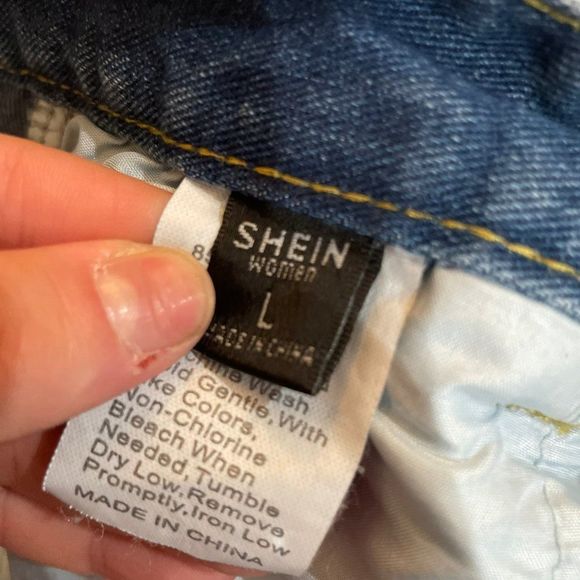 SHEIN
women
L
MADE IN CHINA
Wash
Gentle, With
Colors,
Non-Chlorine
Bleach When
Needed, Tumble
Dry Low, Remove
Promptly, Iron Low
MADE IN CHINA